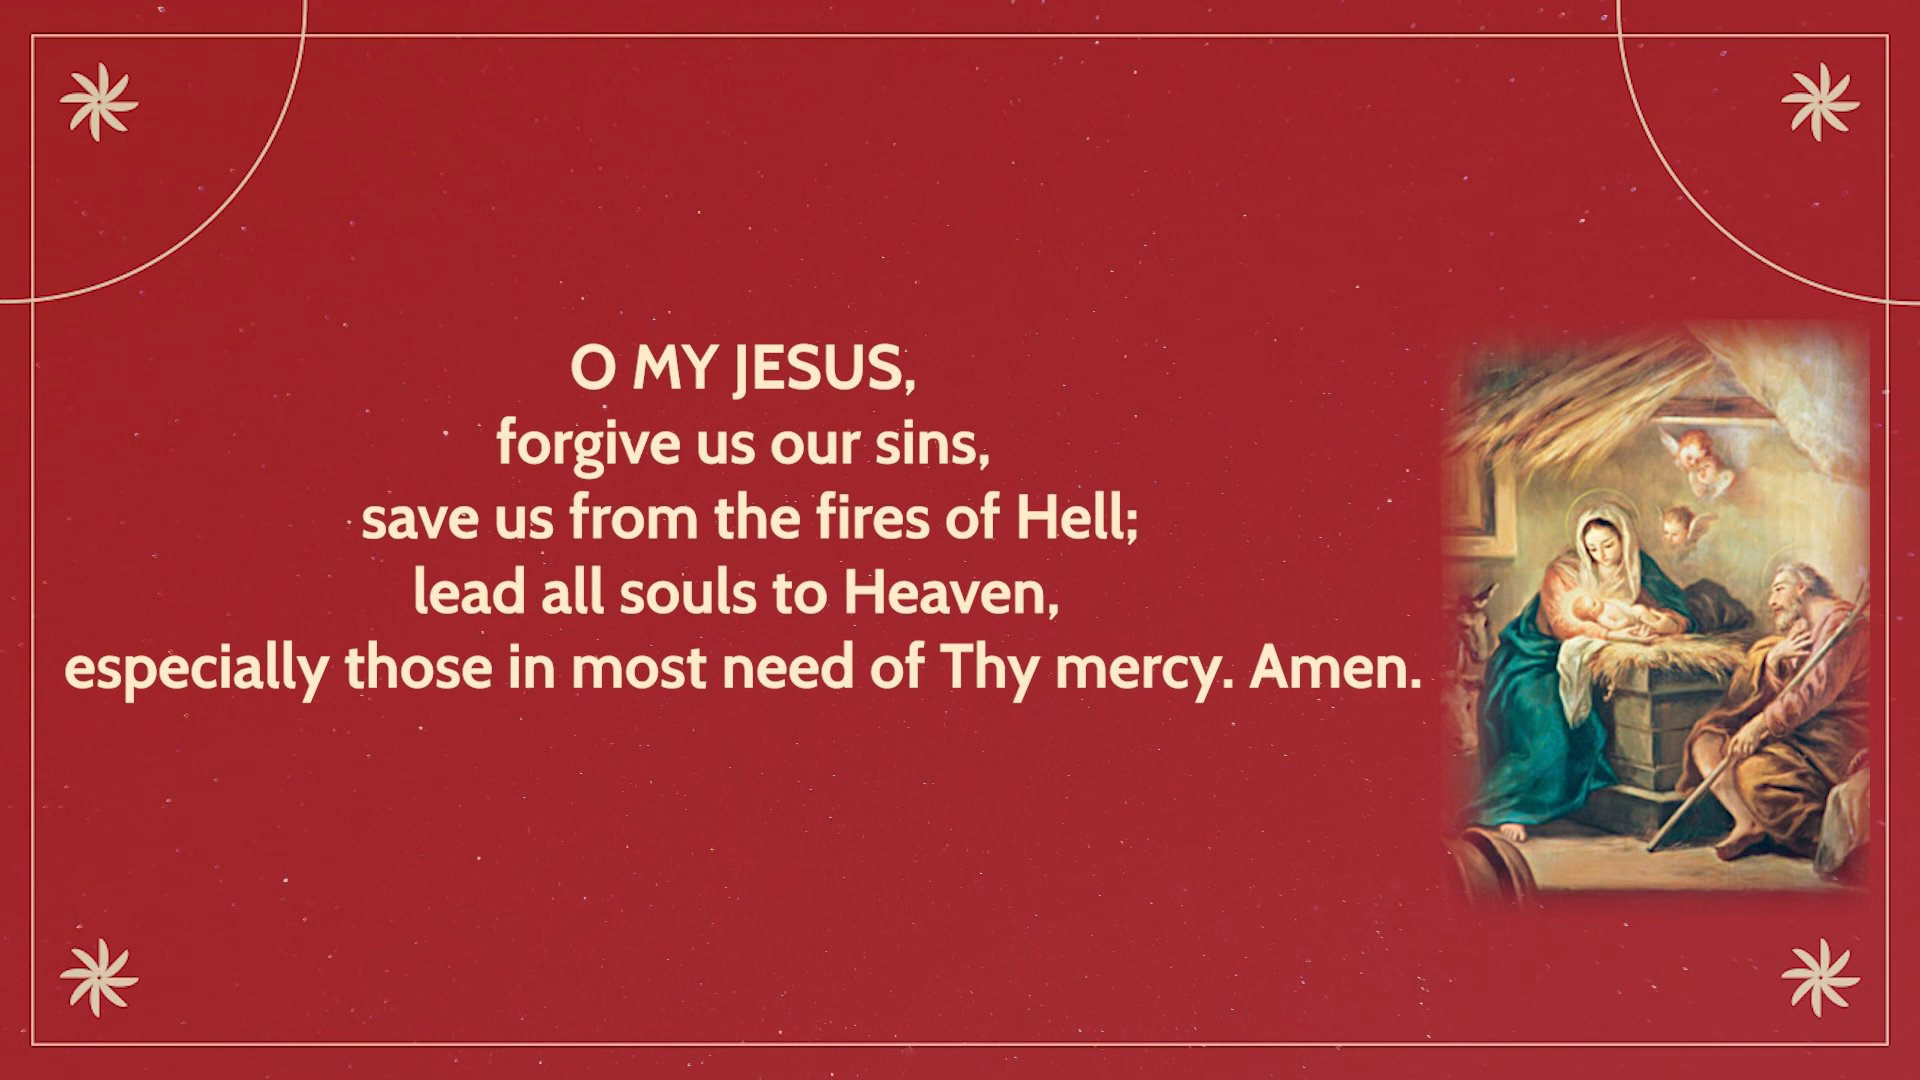 O MY JESUS,
forgive us our sins,
save us from the fires of Hell;
lead all souls to Heaven,
especially those in most need of Thy mercy. Amen.